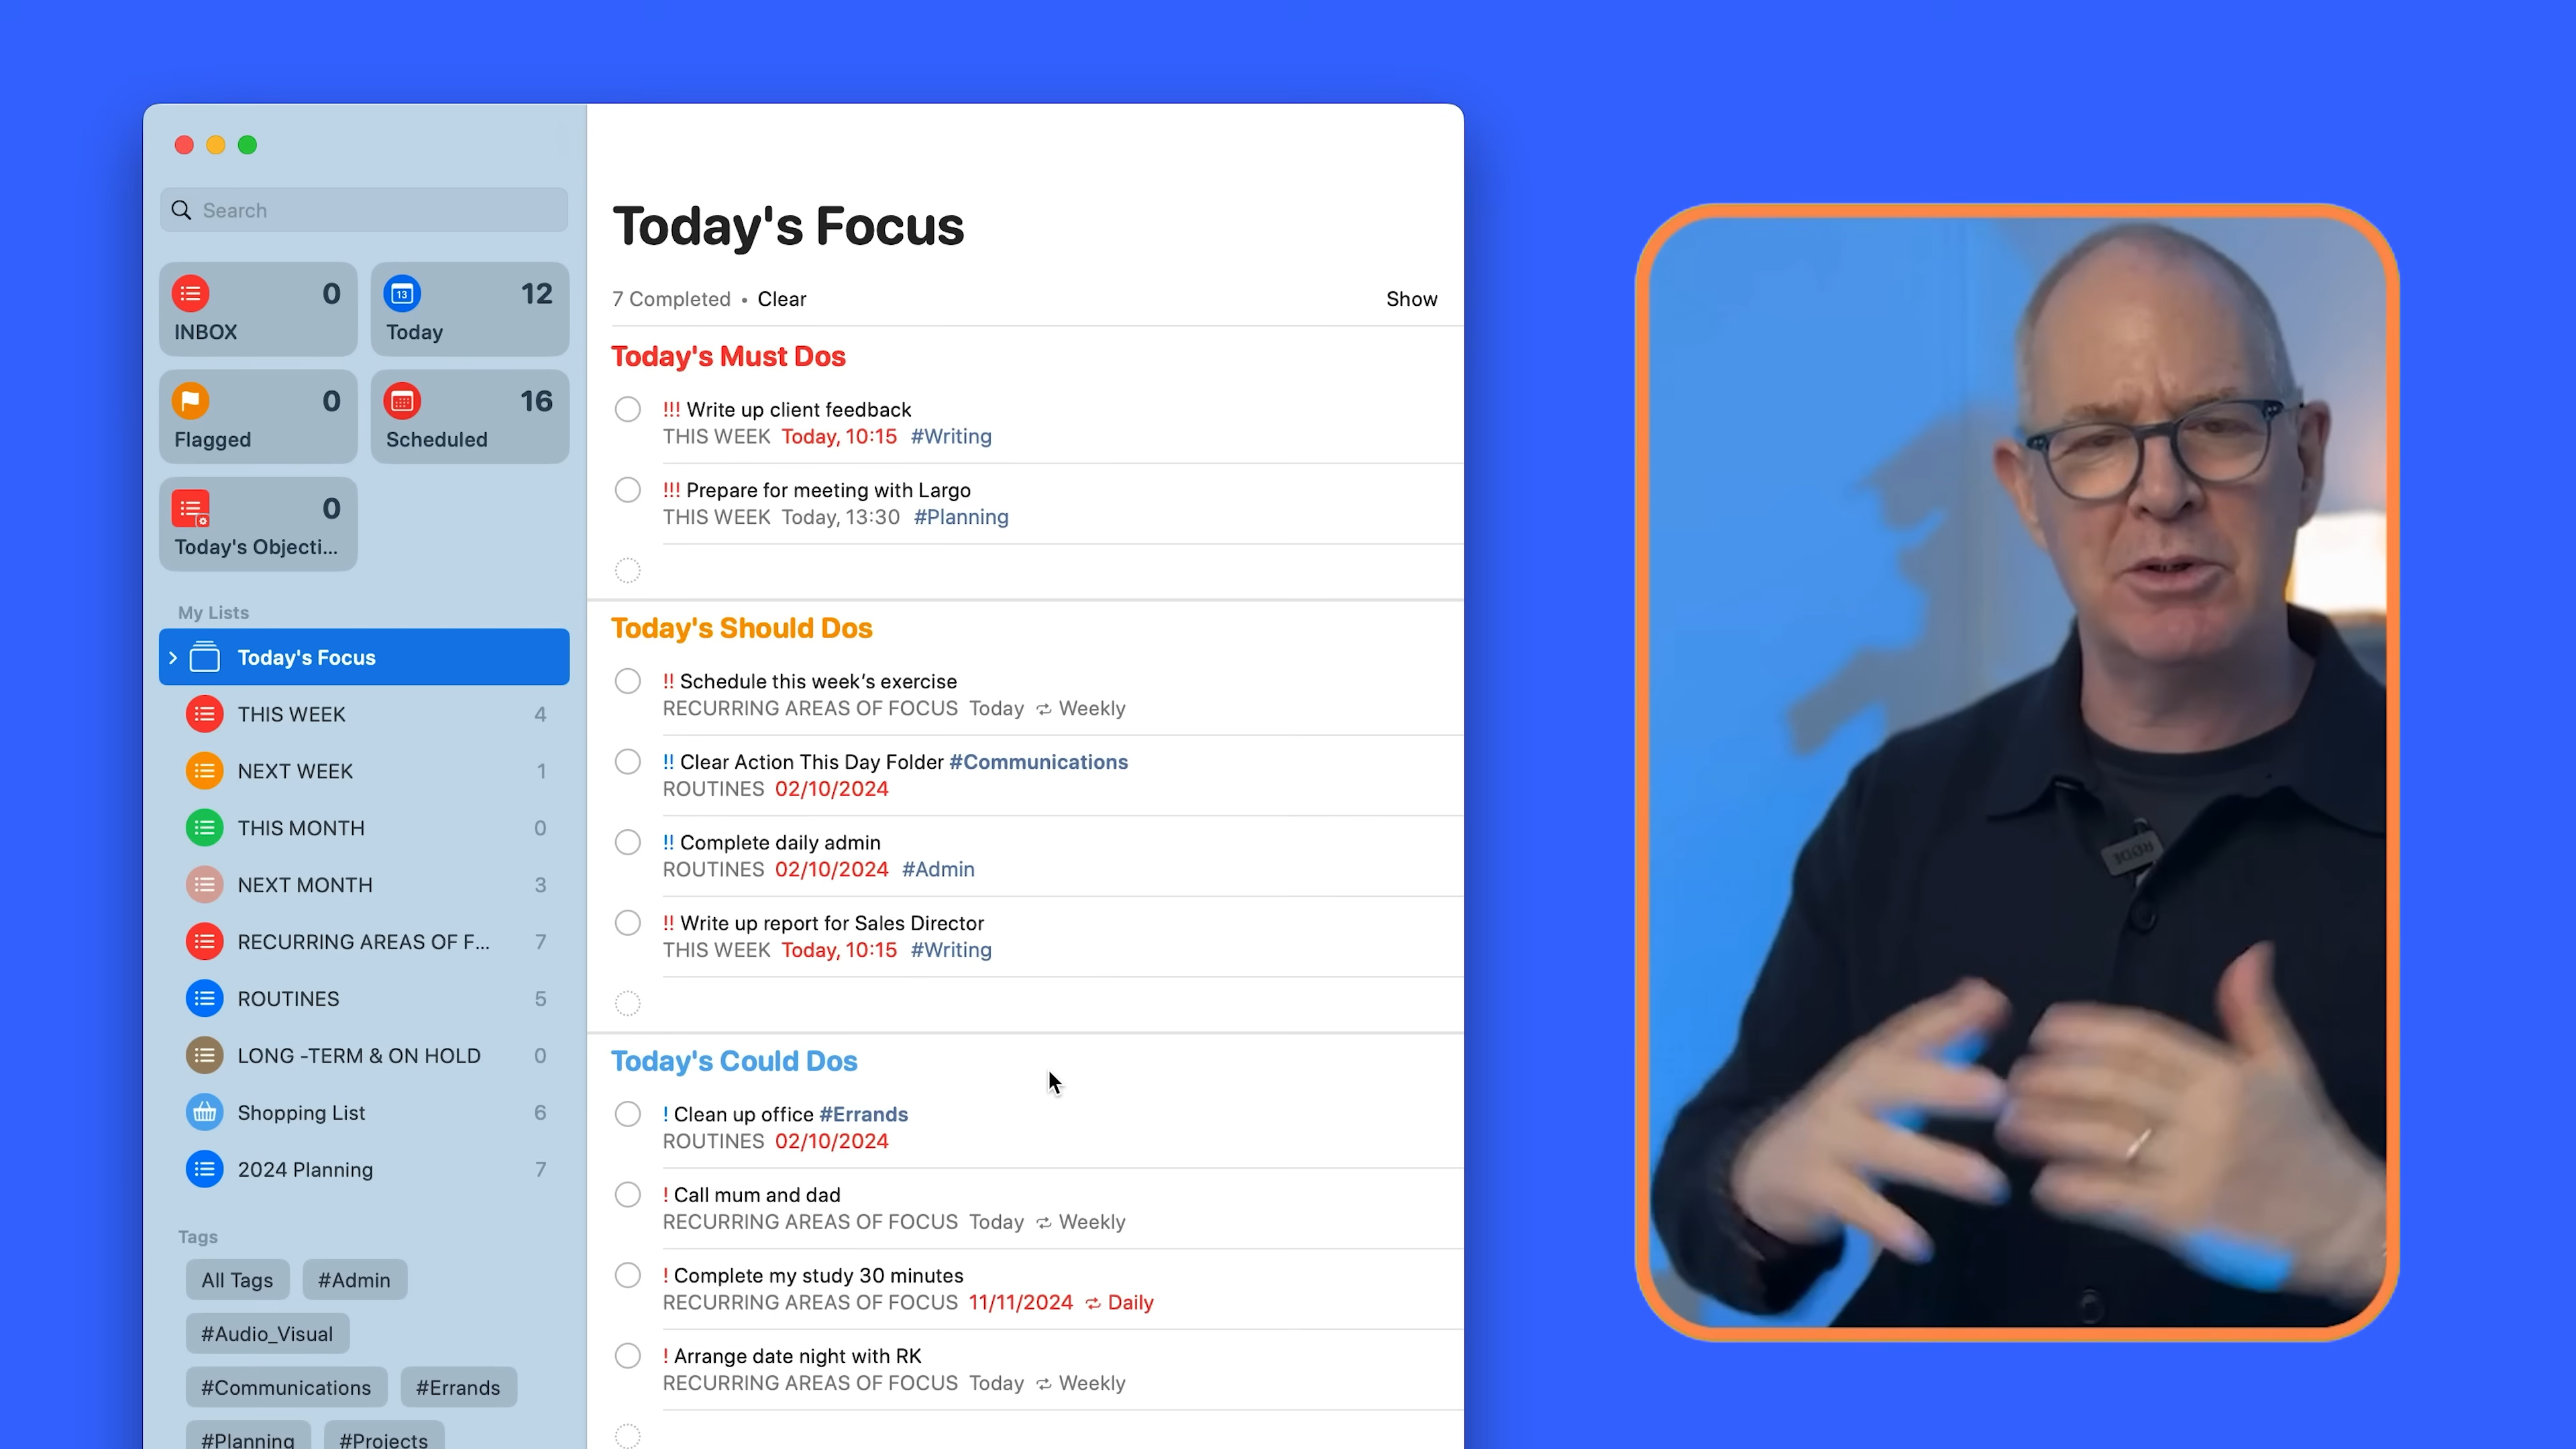 Search
0
INBOX
13
12
Today
0
Flagged
16
Scheduled
0
Today's Objecti...
My Lists
Today's Focus
THIS WEEK 4
NEXT WEEK 1
THIS MONTH 0
NEXT MONTH 3
RECURRING AREAS OF F... 7
ROUTINES 5
LONG -TERM & ON HOLD 0
Shopping List 6
2024 Planning 7
Tags
All Tags #Admin
#Audio_Visual
#Communications #Errands
#Planning #Projects
Today's Focus
7 Completed • Clear Show
Today's Must Dos
!!! Write up client feedback
THIS WEEK Today, 10:15 #Writing
!!! Prepare for meeting with Largo
THIS WEEK Today, 13:30 #Planning
Today's Should Dos
!! Schedule this week’s exercise
RECURRING AREAS OF FOCUS Today Weekly
!! Clear Action This Day Folder #Communications
ROUTINES 02/10/2024
!! Complete daily admin
ROUTINES 02/10/2024 #Admin
!! Write up report for Sales Director
THIS WEEK Today, 10:15 #Writing
Today's Could Dos
! Clean up office #Errands
ROUTINES 02/10/2024
! Call mum and dad
RECURRING AREAS OF FOCUS Today Weekly
! Complete my study 30 minutes
RECURRING AREAS OF FOCUS 11/11/2024 Daily
! Arrange date night with RK
RECURRING AREAS OF FOCUS Today Weekly
RODE